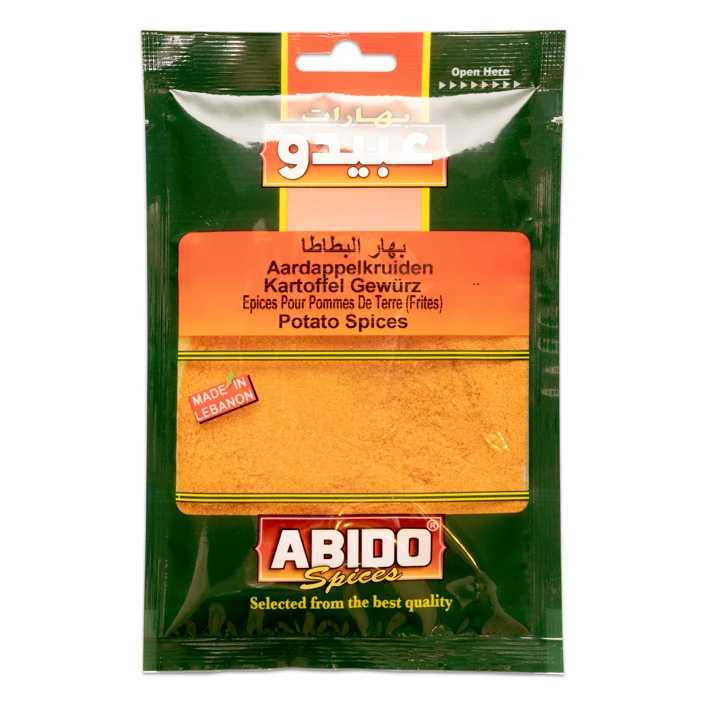 Open Here
بهارات
عبيدو
بهار البطاطا
Aardappelkruiden
Kartoffel Gewürz
Epices Pour Pommes De Terre (Frites)
Potato Spices
MADE IN
LEBANON
ABIDO®
Spices
Selected from the best quality